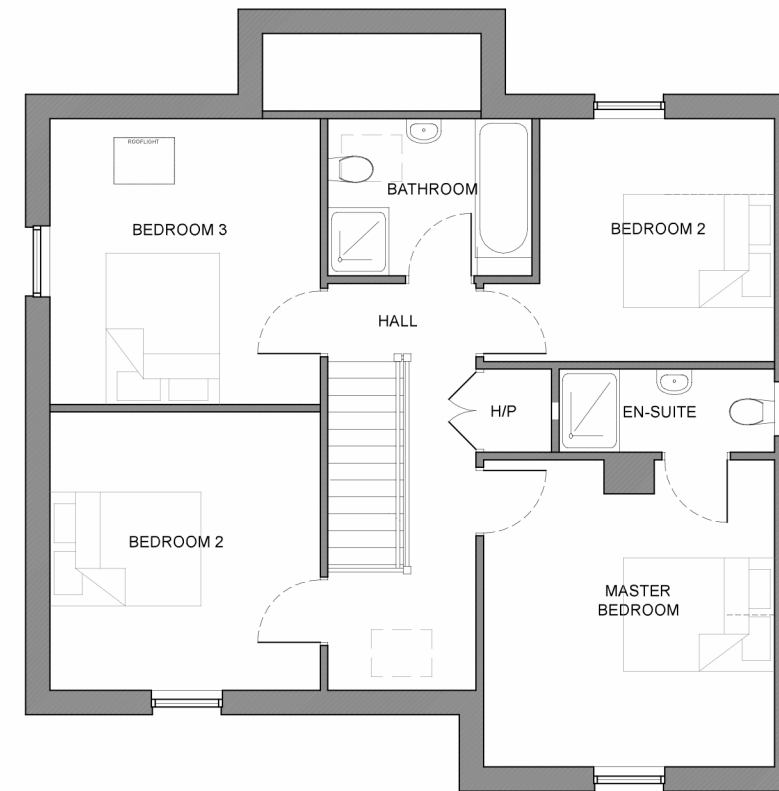 ROOFLIGHT
BATHROOM
BEDROOM 3
BEDROOM 2
HALL
H/P
EN-SUITE
BEDROOM 2
MASTER
BEDROOM